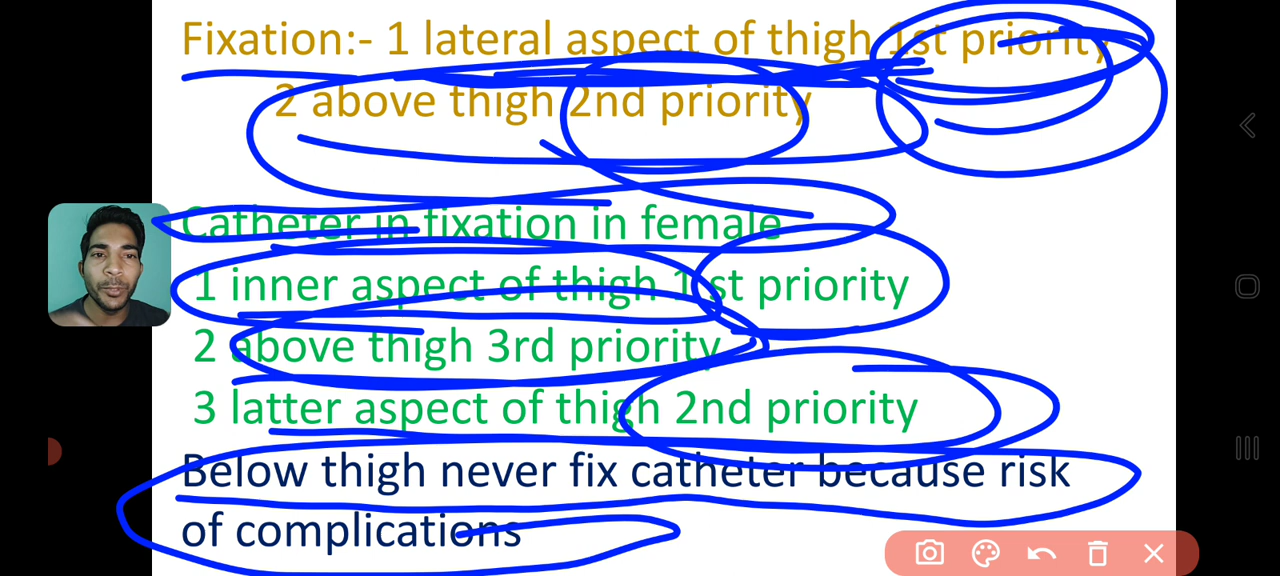 Fixation:- 1 lateral aspect of thigh 1st priority
2 above thigh 2nd priority
Catheter in fixation in female
1 inner aspect of thigh 1st priority
2 above thigh 3rd priority
3 latter aspect of thigh 2nd priority
Below thigh never fix catheter because risk
of complications